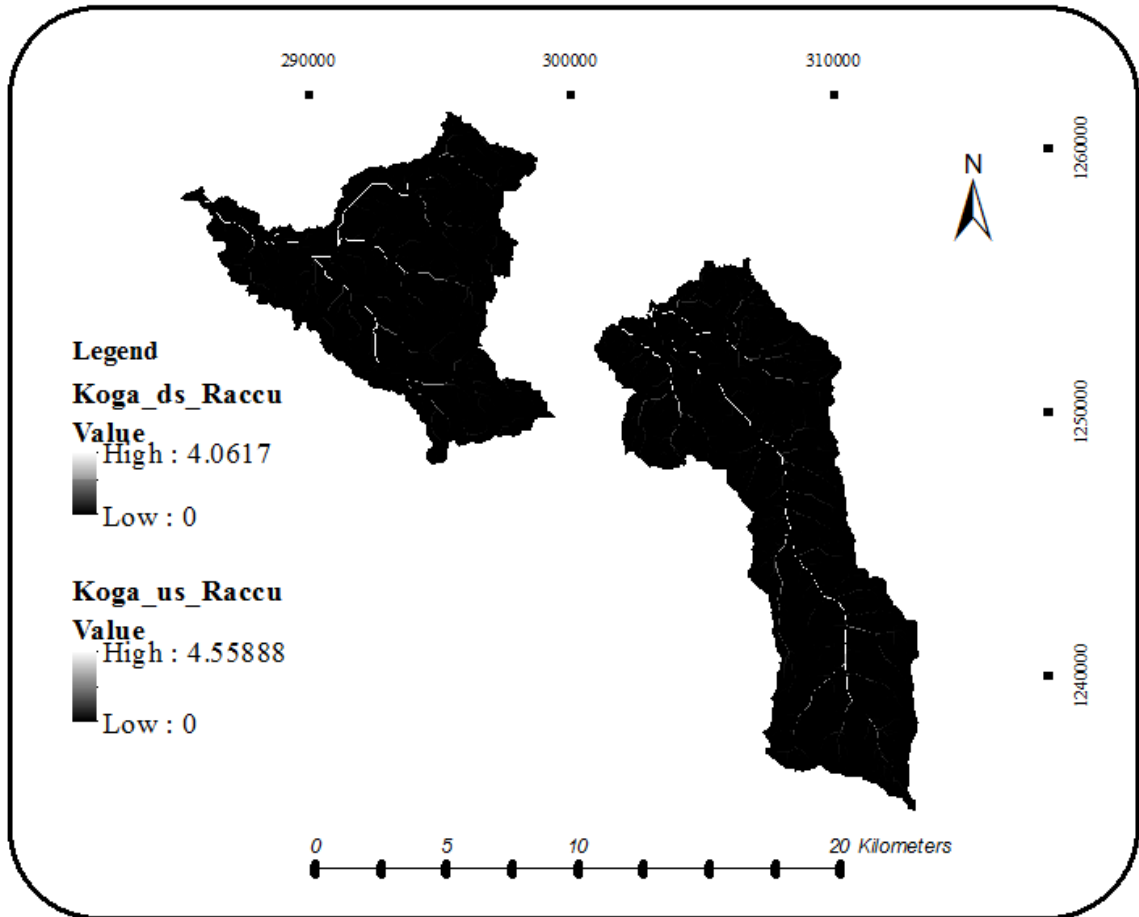 290000 300000 310000
1260000
N
1250000
1240000
Legend
Koga_ds_Raccu
Value
High : 4.0617
Low : 0
Koga_us_Raccu
Value
High : 4.55888
Low : 0
0 5 10 20 Kilometers